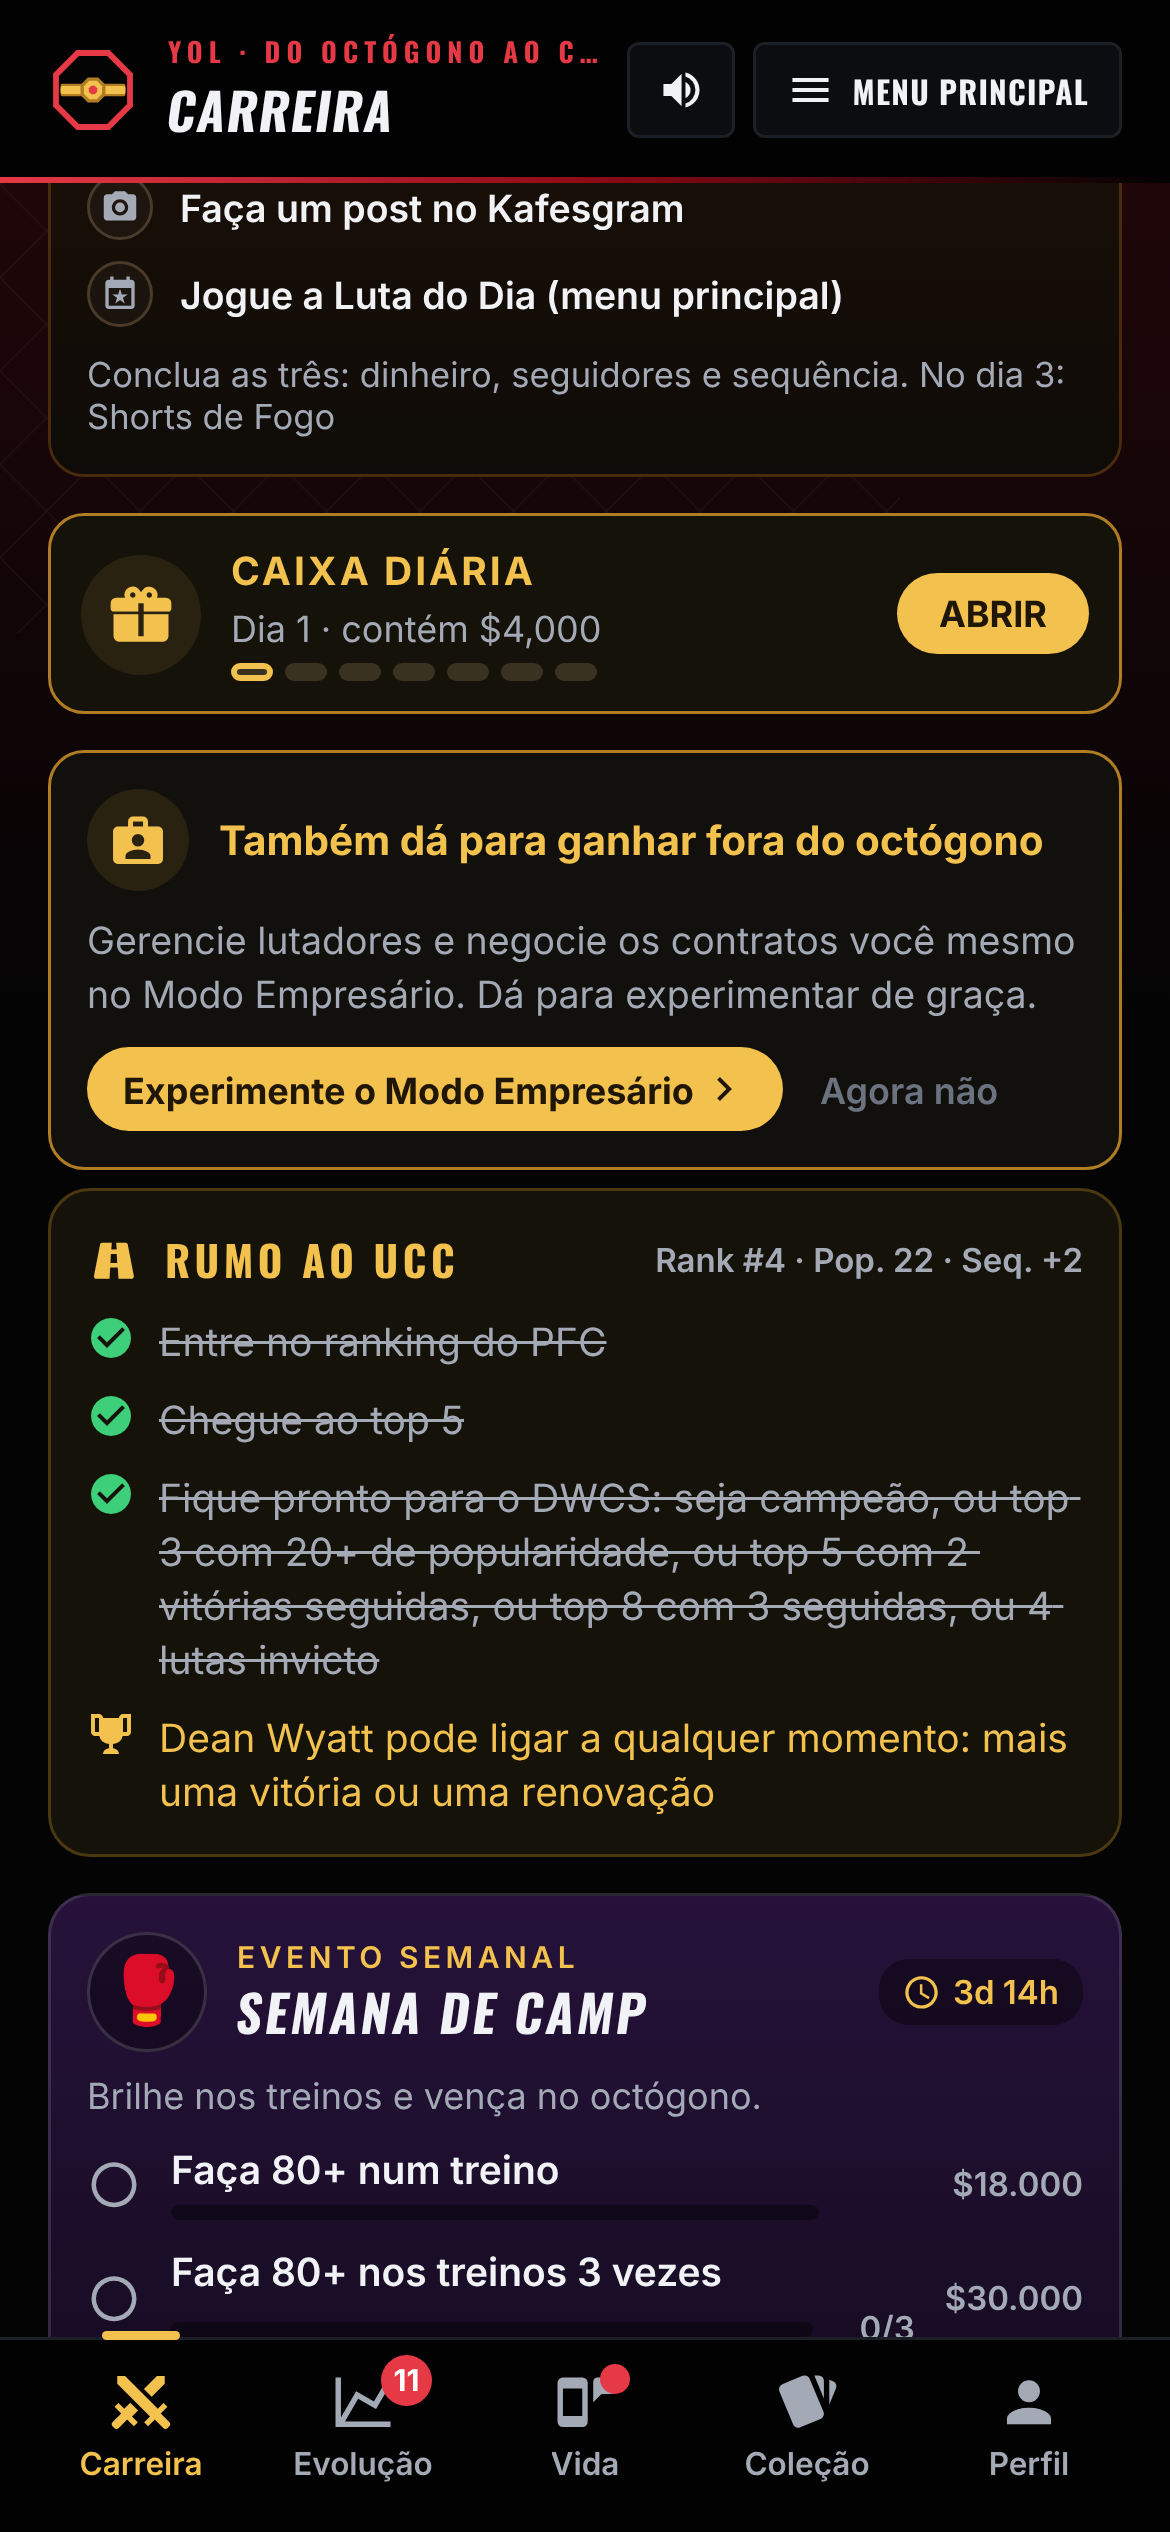 YOL · DO OCTÓGONO AO C...
CARREIRA
MENU PRINCIPAL
Faça um post no Kafesgram
Jogue a Luta do Dia (menu principal)
Conclua as três: dinheiro, seguidores e sequência. No dia 3:
Shorts de Fogo
CAIXA DIÁRIA
Dia 1 · contém $4,000
ABRIR
Também dá para ganhar fora do octógono
Gerencie lutadores e negocie os contratos você mesmo
no Modo Empresário. Dá para experimentar de graça.
Experimente o Modo Empresário
Agora não
RUMO AO UCC
Rank #4 · Pop. 22 · Seq. +2
Entre no ranking do PFC
Chegue ao top 5
Fique pronto para o DWCS: seja campeão, ou top
3 com 20+ de popularidade, ou top 5 com 2
vitórias seguidas, ou top 8 com 3 seguidas, ou 4
lutas invicto
Dean Wyatt pode ligar a qualquer momento: mais
uma vitória ou uma renovação
EVENTO SEMANAL
SEMANA DE CAMP
3d 14h
Brilhe nos treinos e vença no octógono.
Faça 80+ num treino
$18.000
Faça 80+ nos treinos 3 vezes
0/3
$30.000
11
Carreira
Evolução
Vida
Coleção
Perfil